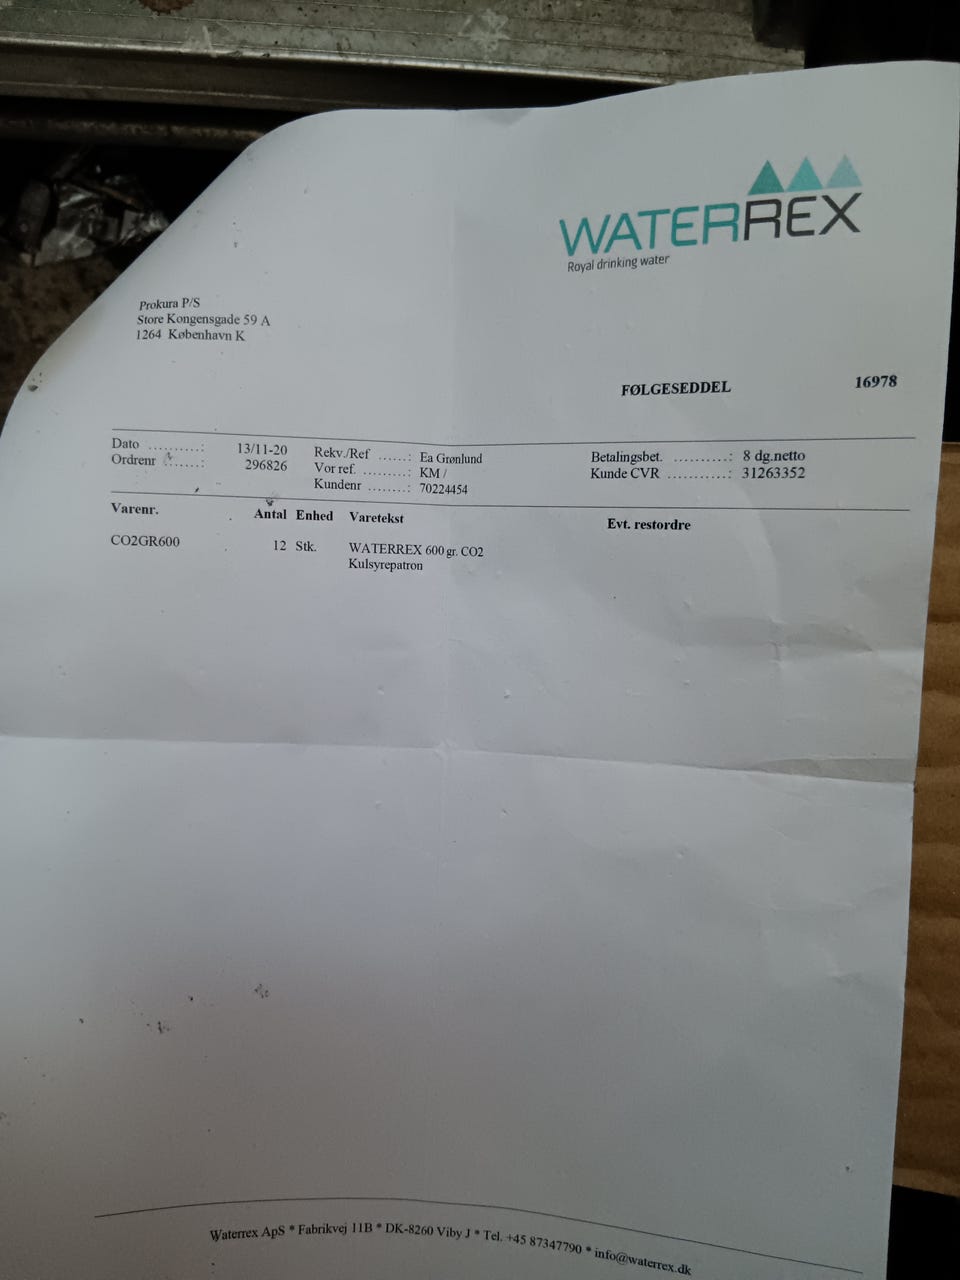 WATERREX
Royal drinking water
Prokura P/S
Store Kongensgade 59 A
1264 København K
FØLGESEDDEL 16978
Dato .........: 13/11-20 Rekv./Ref ......: Ea Grønlund Betalingsbet. ..........: 8 dg.netto
Ordrenr ......: 296826 Vor ref. .........: KM / Kunde CVR ...........: 31263352
Kundenr ........: 70224454
Varenr. Antal Enhed Varetekst Evt. restordre
CO2GR600 12 Stk. WATERREX 600 gr. CO2
Kulsyrepatron
Waterrex ApS * Fabrikvej 11B * DK-8260 Viby J * Tel. +45 87347790 * info@waterrex.dk